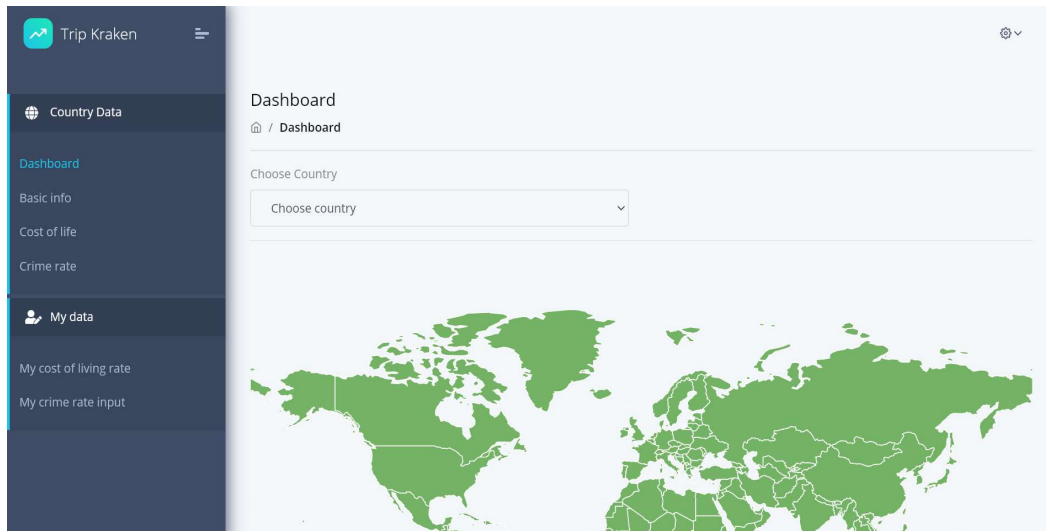 Trip Kraken
Country Data
Dashboard
Basic info
Cost of life
Crime rate
My data
My cost of living rate
My crime rate input
Dashboard
/ Dashboard
Choose Country
Choose country